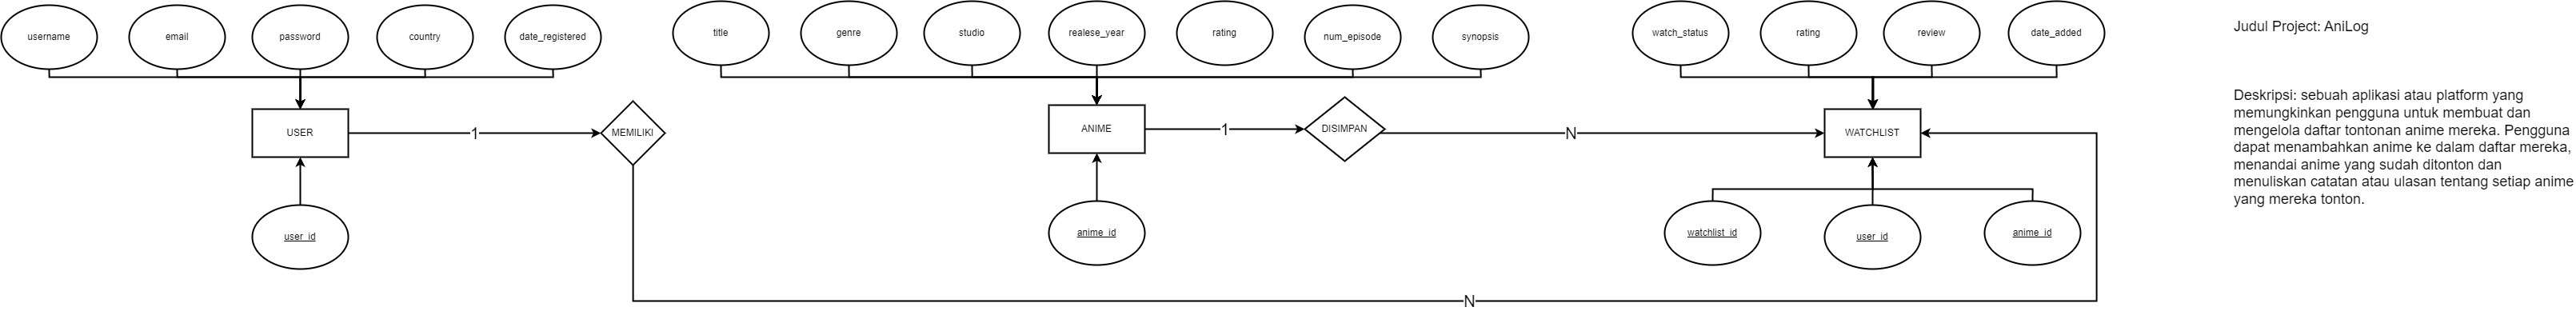 username
email
password
country
date_registered
title
genre
studio
realese_year
rating
num_episode
synopsis
watch_status
rating
review
date_added
USER
1
MEMILIKI
ANIME
1
DISIMPAN
N
WATCHLIST
user_id
anime_id
watchlist_id
user_id
anime_id
N
Judul Project: AniLog
Deskripsi: sebuah aplikasi atau platform yang
memungkinkan pengguna untuk membuat dan
mengelola daftar tontonan anime mereka. Pengguna
dapat menambahkan anime ke dalam daftar mereka,
menandai anime yang sudah ditonton dan
menuliskan catatan atau ulasan tentang setiap anime
yang mereka tonton.